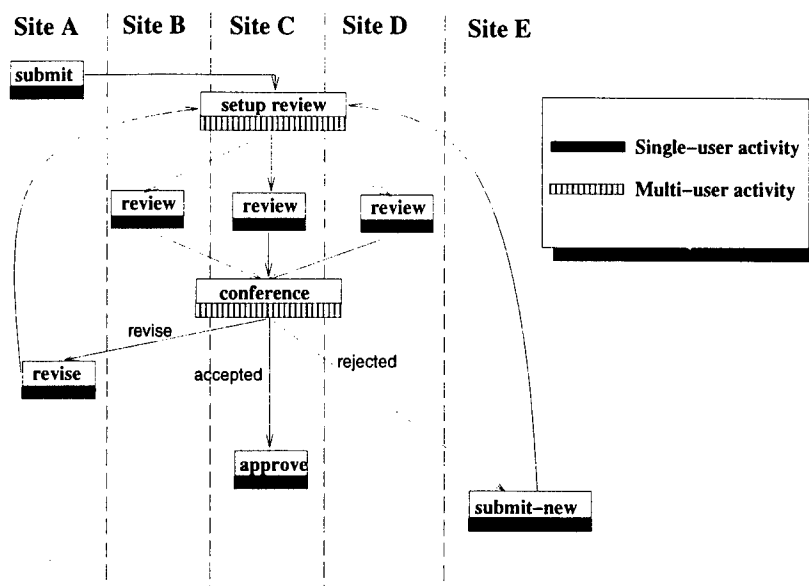 Site A
Site B
Site C
Site D
Site E
submit
setup review
Single-user activity
Multi-user activity
review
review
review
conference
revise
revise
accepted
rejected
approve
submit-new